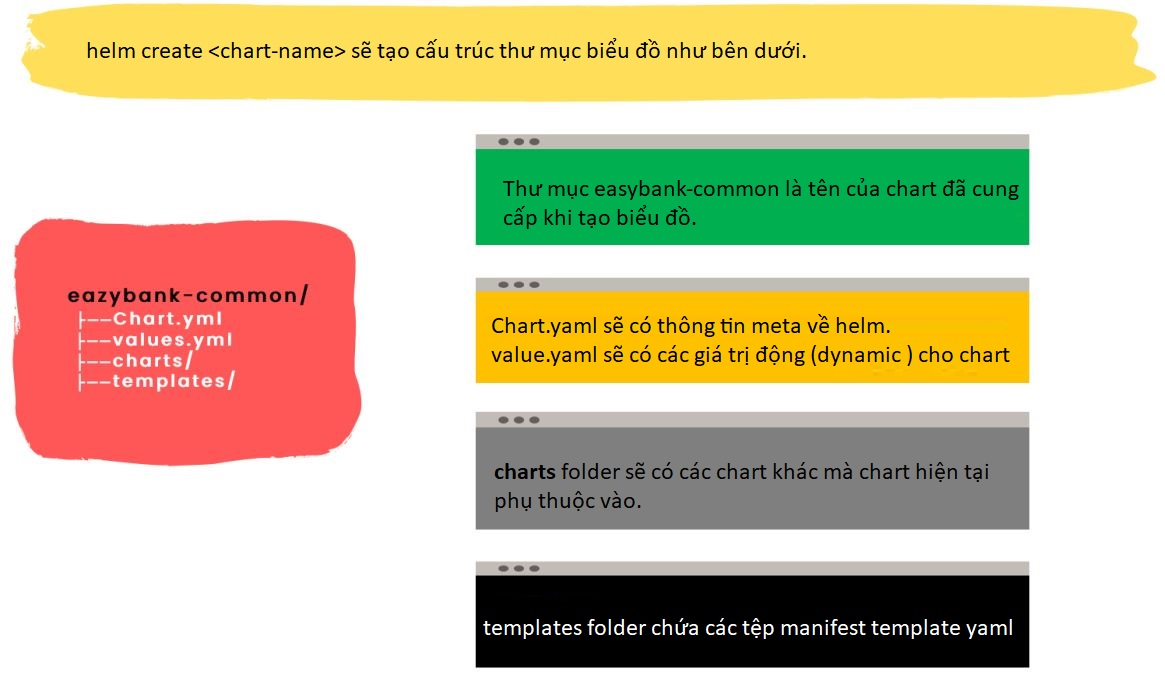 helm create <chart-name> sẽ tạo cấu trúc thư mục biểu đồ như bên dưới.
eazybank-common/
├──Chart.yml
├──values.yml
├──charts/
├──templates/
Thư mục easybank-common là tên của chart đã cung
cấp khi tạo biểu đồ.
Chart.yaml sẽ có thông tin meta về helm.
value.yaml sẽ có các giá trị động (dynamic ) cho chart
charts folder sẽ có các chart khác mà chart hiện tại
phụ thuộc vào.
templates folder chứa các tệp manifest template yaml